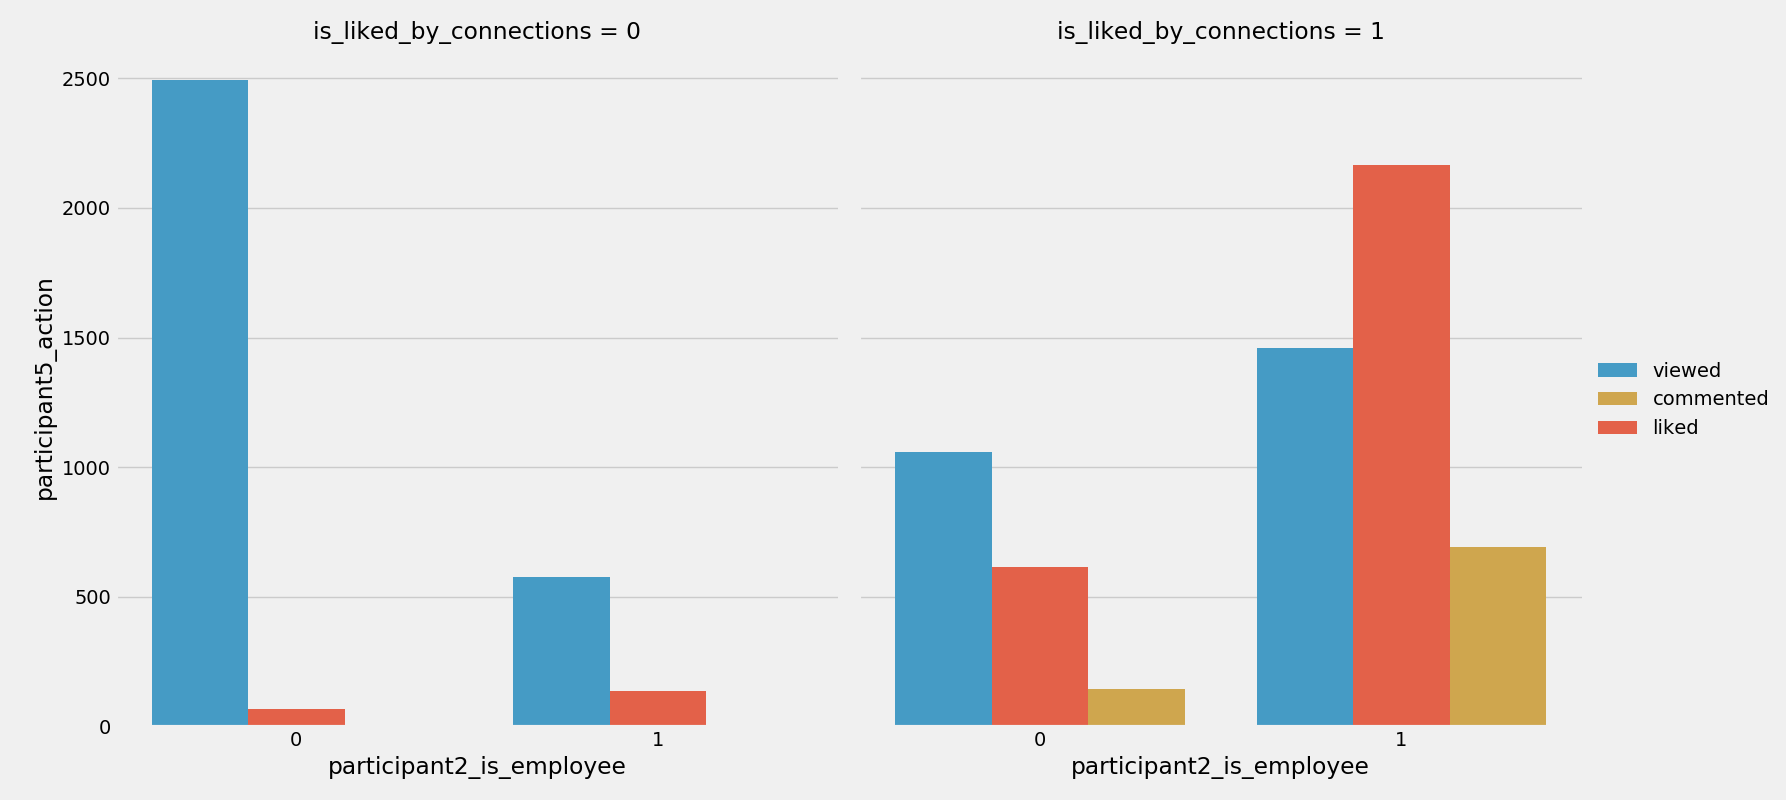 is_liked_by_connections = 0
is_liked_by_connections = 1
participant5_action
2500
2000
1500
1000
500
0
0
1
0
1
participant2_is_employee
participant2_is_employee
viewed
commented
liked